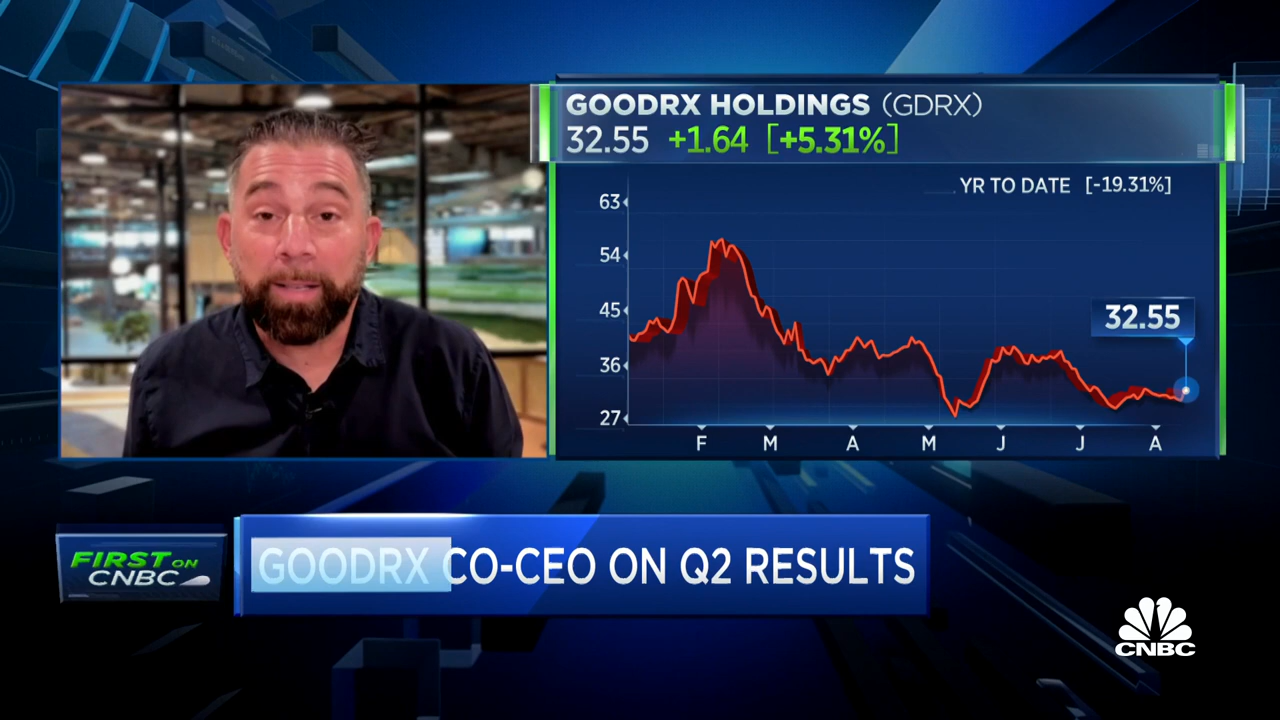 GOODRX HOLDINGS (GDRX)
32.55 +1.64 [+5.31%]
YR TO DATE [-19.31%]
63
54
45
36
27
32.55
F M A M J J A
FIRST ON
CNBC
GOODRX CO-CEO ON Q2 RESULTS
CNBC